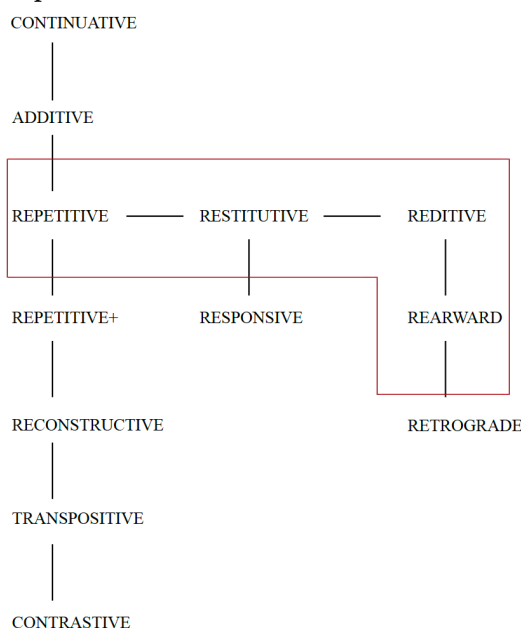 CONTINUATIVE
ADDITIVE
REPETITIVE RESTITUTIVE REDITIVE
REPETITIVE+ RESPONSIVE REARWARD
RECONSTRUCTIVE RETROGRADE
TRANSPOSITIVE
CONTRASTIVE